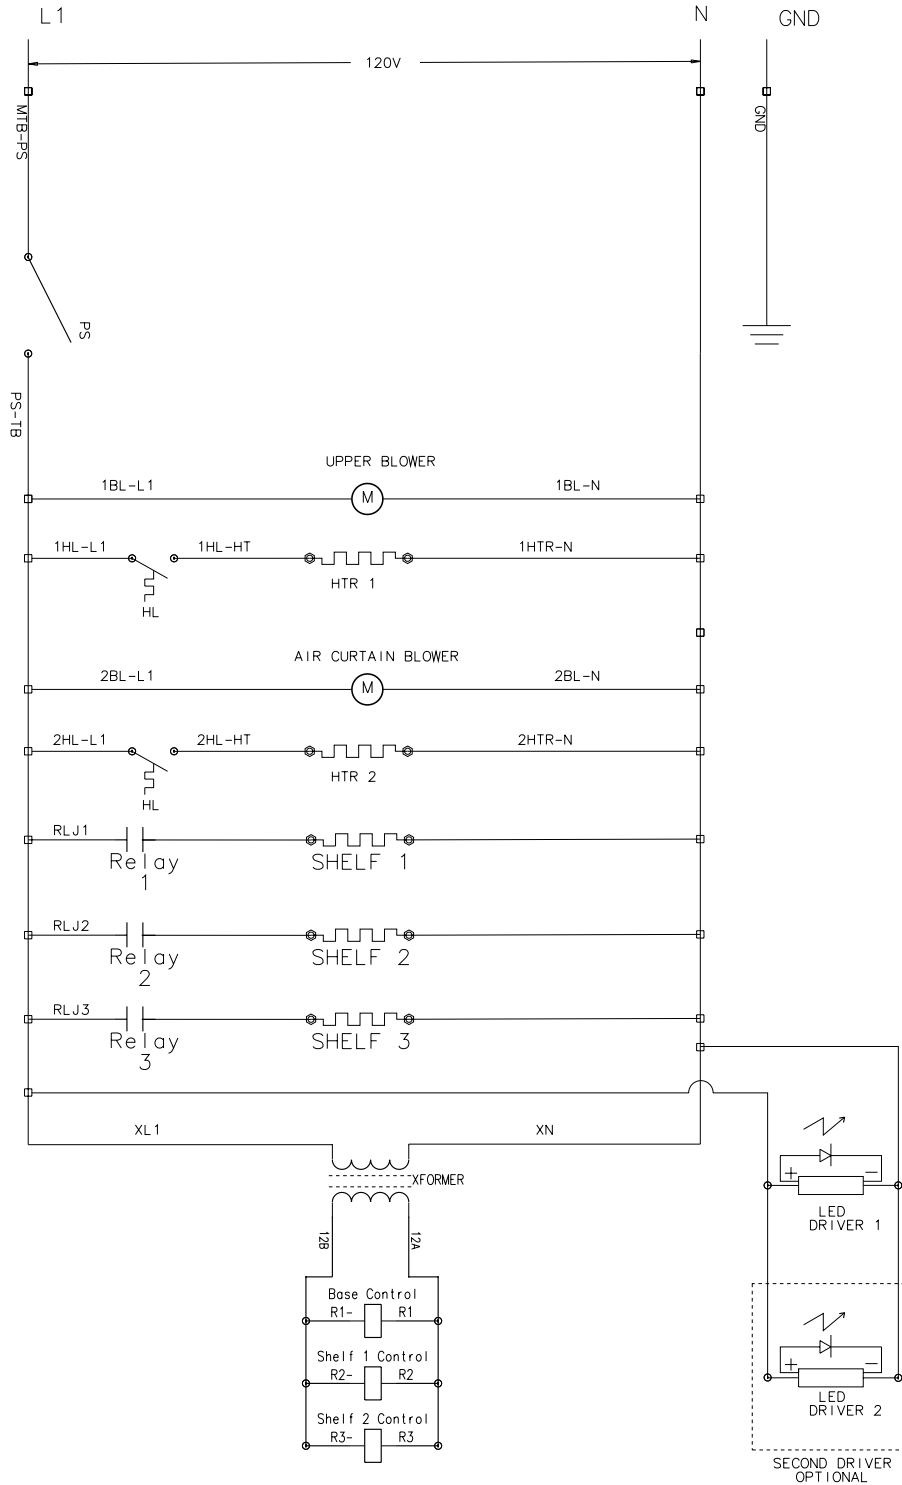 L1
N
GND
120V
MTB-PS
GND
PS
PS-TB
UPPER BLOWER
1BL-L1
M
1BL-N
1HL-L1
1HL-HT
1HTR-N
HTR 1
HL
AIR CURTAIN BLOWER
2BL-L1
M
2BL-N
2HL-L1
2HL-HT
2HTR-N
HTR 2
HL
RLJ1
Relay
1
SHELF 1
RLJ2
Relay
2
SHELF 2
RLJ3
Relay
3
SHELF 3
XL1
XN
XFORMER
+
−
LED
DRIVER 1
12B
12A
Base Control
R1-
R1
Shelf 1 Control
R2-
R2
Shelf 2 Control
R3-
R3
+
−
LED
DRIVER 2
SECOND DRIVER
OPTIONAL